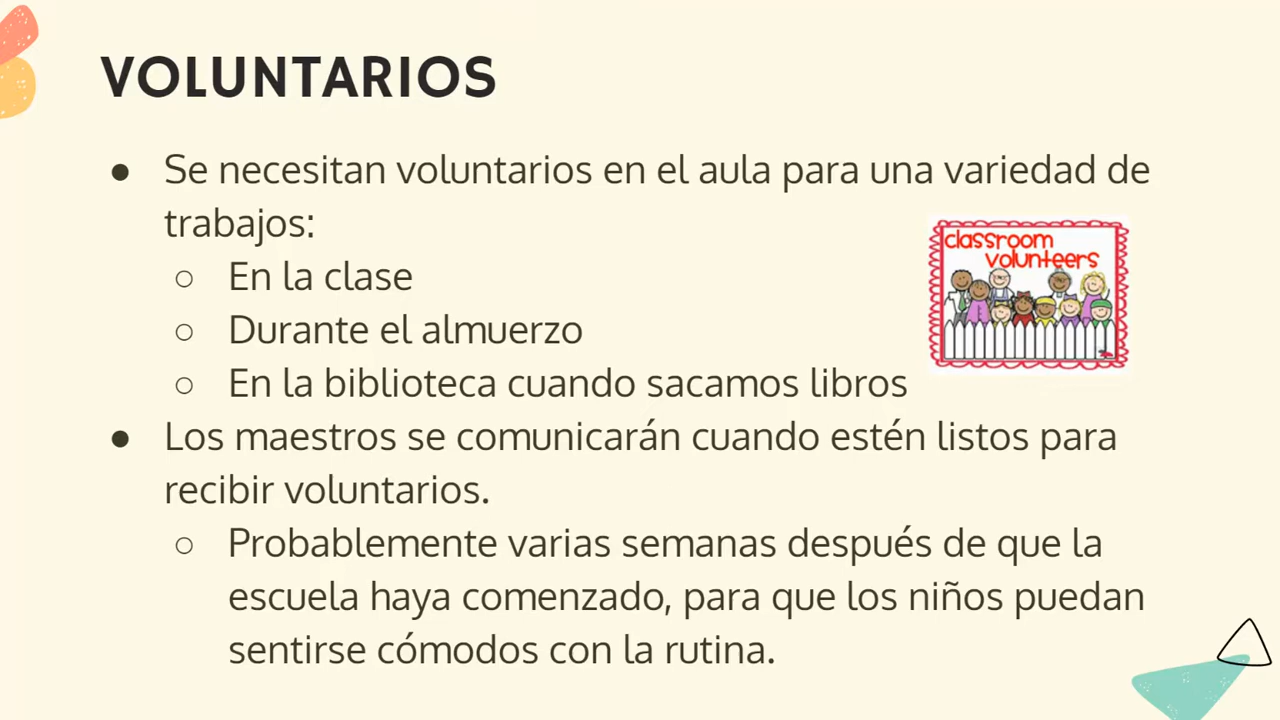 VOLUNTARIOS
● Se necesitan voluntarios en el aula para una variedad de
trabajos:
○ En la clase
○ Durante el almuerzo
○ En la biblioteca cuando sacamos libros
classroom
volunteers
● Los maestros se comunicarán cuando estén listos para
recibir voluntarios.
○ Probablemente varias semanas después de que la
escuela haya comenzado, para que los niños puedan
sentirse cómodos con la rutina.